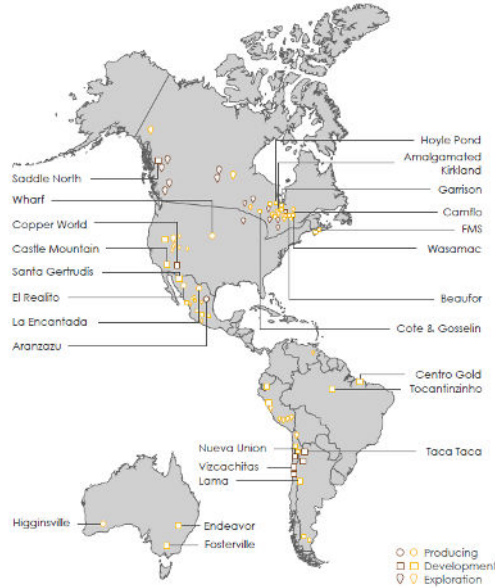 Hoyle Pond
Amalgamated
Kirkland
Garrison
Camflo
FMS
Wasamac
Beaufor
Cote & Gosselin
Saddle North
Wharf
Copper World
Castle Mountain
Santa Gertrudis
El Realito
La Encantada
Aranzazu
Centro Gold
Tocantinzinho
Nueva Union
Taca Taca
Vizcachitas
Lama
Higginsville
Endeavor
Fosterville
Producing
Development
Exploration